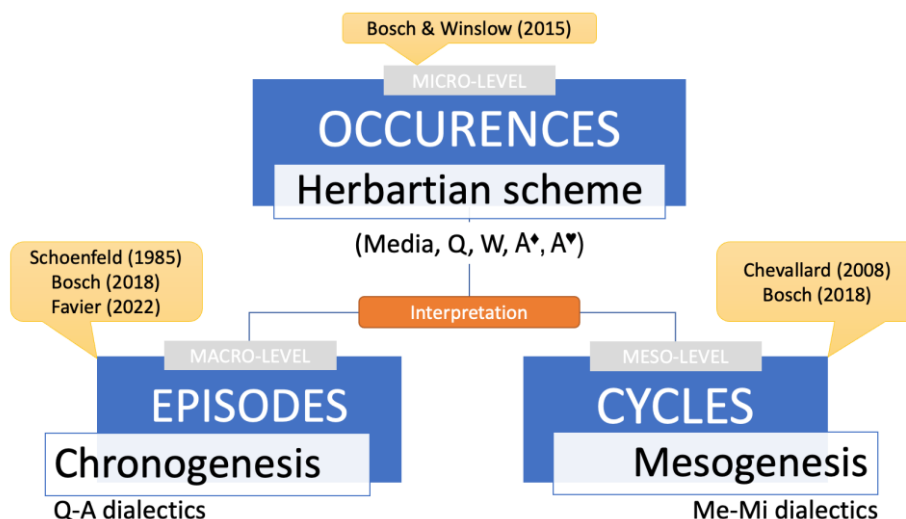 Bosch & Winslow (2015)
MICRO-LEVEL
OCCURENCES
Herbartian scheme
(Media, Q, W, A♦, A♥)
Schoenfeld (1985)
Bosch (2018)
Favier (2022)
Chevallard (2008)
Bosch (2018)
Interpretation
MACRO-LEVEL
EPISODES
Chronogenesis
Q-A dialectics
MESO-LEVEL
CYCLES
Mesogenesis
Me-Mi dialectics